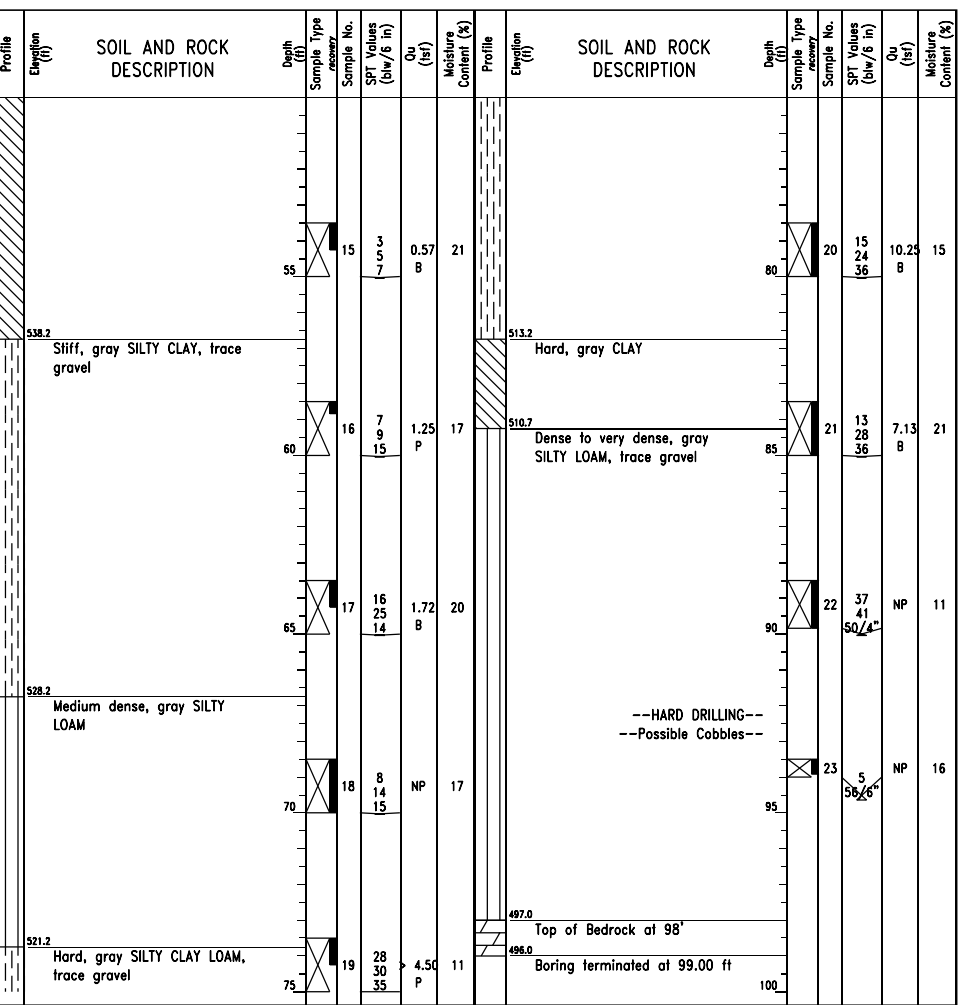 Profile
Elevation
(ft)
SOIL AND ROCK
DESCRIPTION
Depth
(ft)
Sample Type
recovery
Sample No.
SPT Values
(blw/6 in)
Qu
(tsf)
Moisture
Content (%)
15
3
5
7
0.57
B
21
55
538.2
Stiff, gray SILTY CLAY, trace
gravel
16
7
9
15
1.25
P
17
60
17
16
25
14
1.72
B
20
65
528.2
Medium dense, gray SILTY
LOAM
18
8
14
15
NP
17
70
521.2
Hard, gray SILTY CLAY LOAM,
trace gravel
19
28
30
35
> 4.50
P
11
75
Profile
Elevation
(ft)
SOIL AND ROCK
DESCRIPTION
Depth
(ft)
Sample Type
recovery
Sample No.
SPT Values
(blw/6 in)
Qu
(tsf)
Moisture
Content (%)
20
15
24
36
10.25
B
15
80
513.2
Hard, gray CLAY
21
13
28
36
7.13
B
21
510.7
Dense to very dense, gray
SILTY LOAM, trace gravel
85
22
37
41
50/4"
NP
11
90
--HARD DRILLING--
--Possible Cobbles--
23
5
56/6"
NP
16
95
497.0
Top of Bedrock at 98'
496.0
Boring terminated at 99.00 ft
100